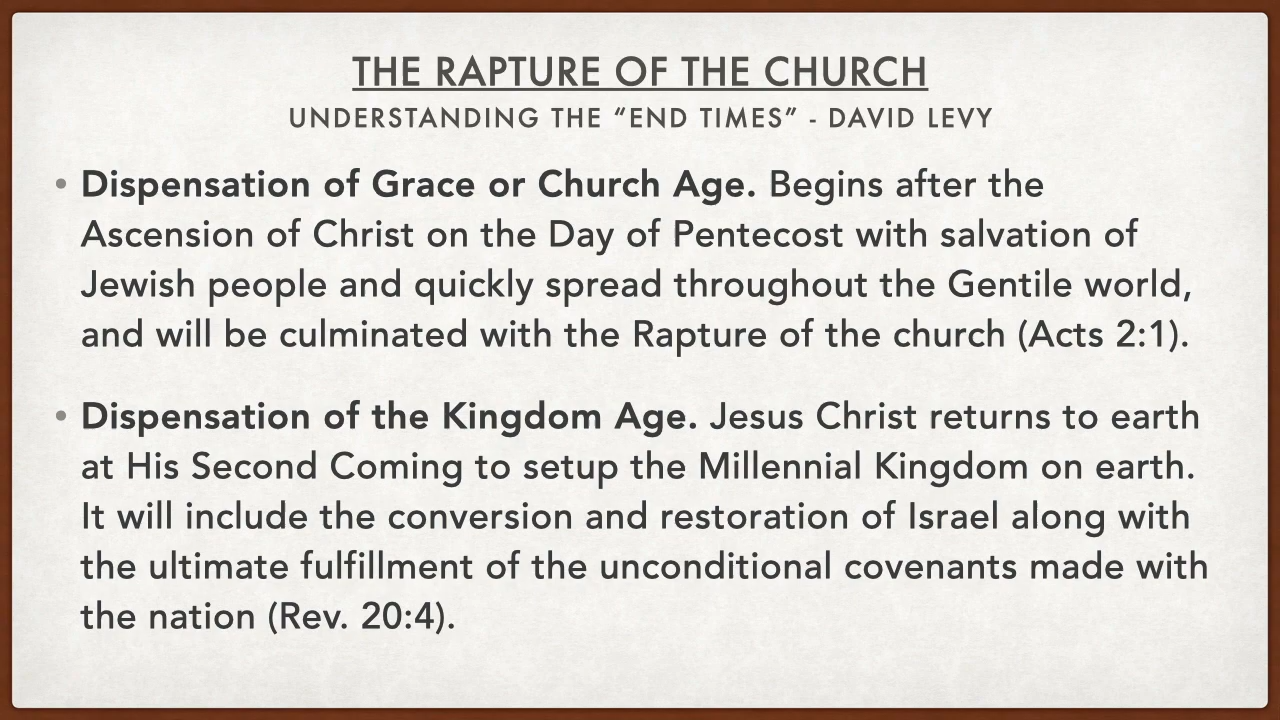 THE RAPTURE OF THE CHURCH
UNDERSTANDING THE “END TIMES” - DAVID LEVY
• Dispensation of Grace or Church Age. Begins after the
Ascension of Christ on the Day of Pentecost with salvation of
Jewish people and quickly spread throughout the Gentile world,
and will be culminated with the Rapture of the church (Acts 2:1).
• Dispensation of the Kingdom Age. Jesus Christ returns to earth
at His Second Coming to setup the Millennial Kingdom on earth.
It will include the conversion and restoration of Israel along with
the ultimate fulfillment of the unconditional covenants made with
the nation (Rev. 20:4).